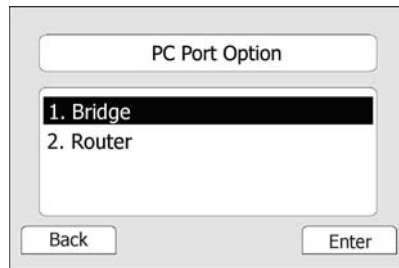 PC Port Option
1. Bridge
2. Router
Back
Enter